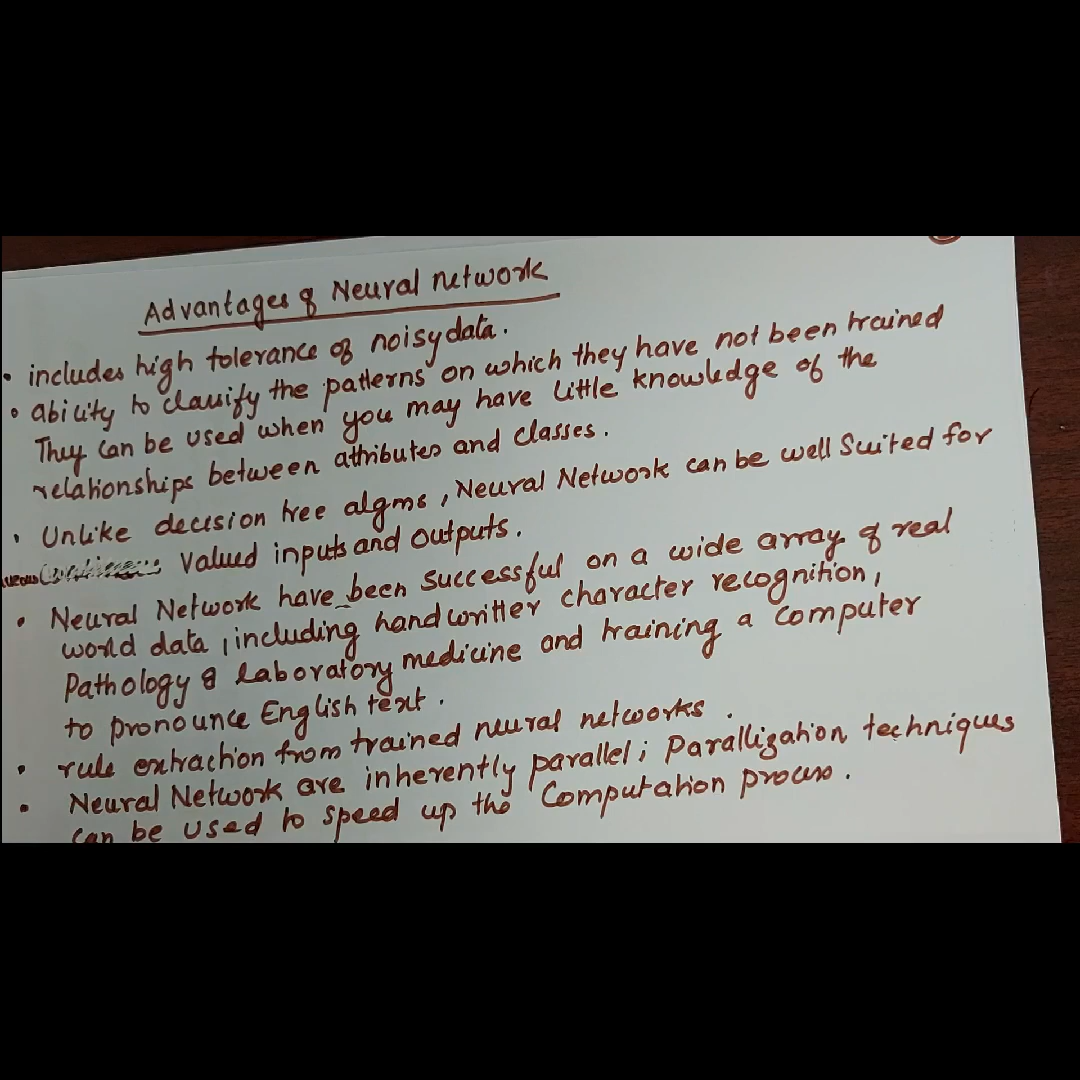 Advantages of Neural network
• includes high tolerance of noisy data.
• ability to classify the patterns on which they have not been trained
They can be used when you may have little knowledge of the
relationships between attributes and classes.
• Unlike decision tree algms, Neural Network can be well suited for
valued inputs and outputs.
• Neural Network have been successful on a wide array of real
world data, including handwritter character recognition,
Pathology & laboratory medicine and training a computer
to pronounce English text.
• rule extraction from trained neural networks.
• Neural Network are inherently parallel; Parallization techniques
can be used to speed up the computation process.